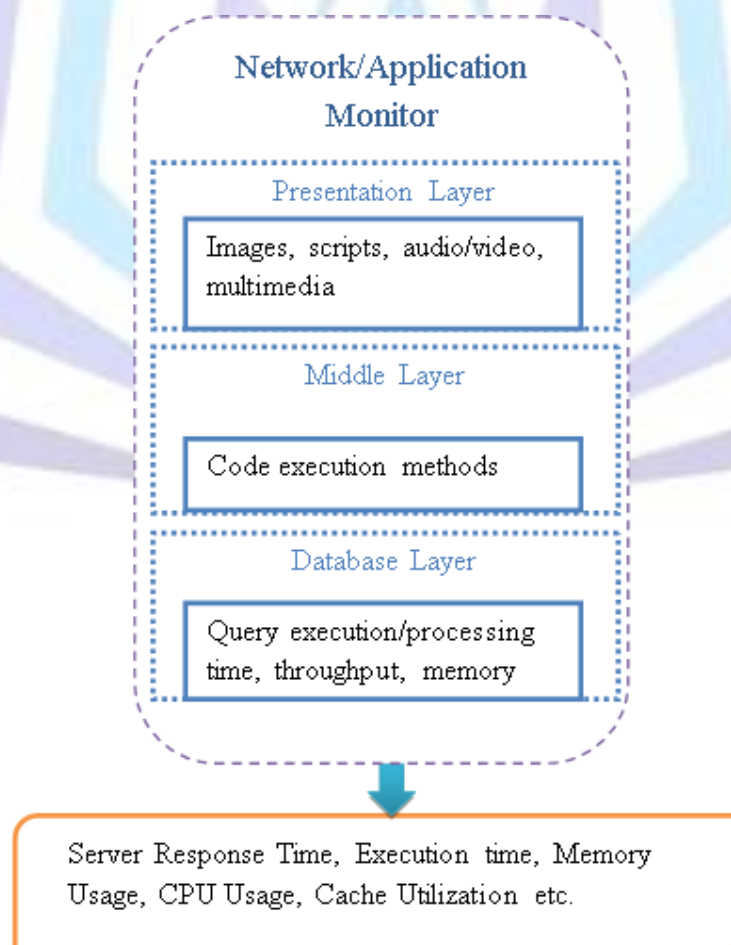 Network/Application
Monitor
Presentation Layer
Images, scripts, audio/video,
multimedia
Middle Layer
Code execution methods
Database Layer
Query execution/processing
time, throughput, memory
Server Response Time, Execution time, Memory
Usage, CPU Usage, Cache Utilization etc.